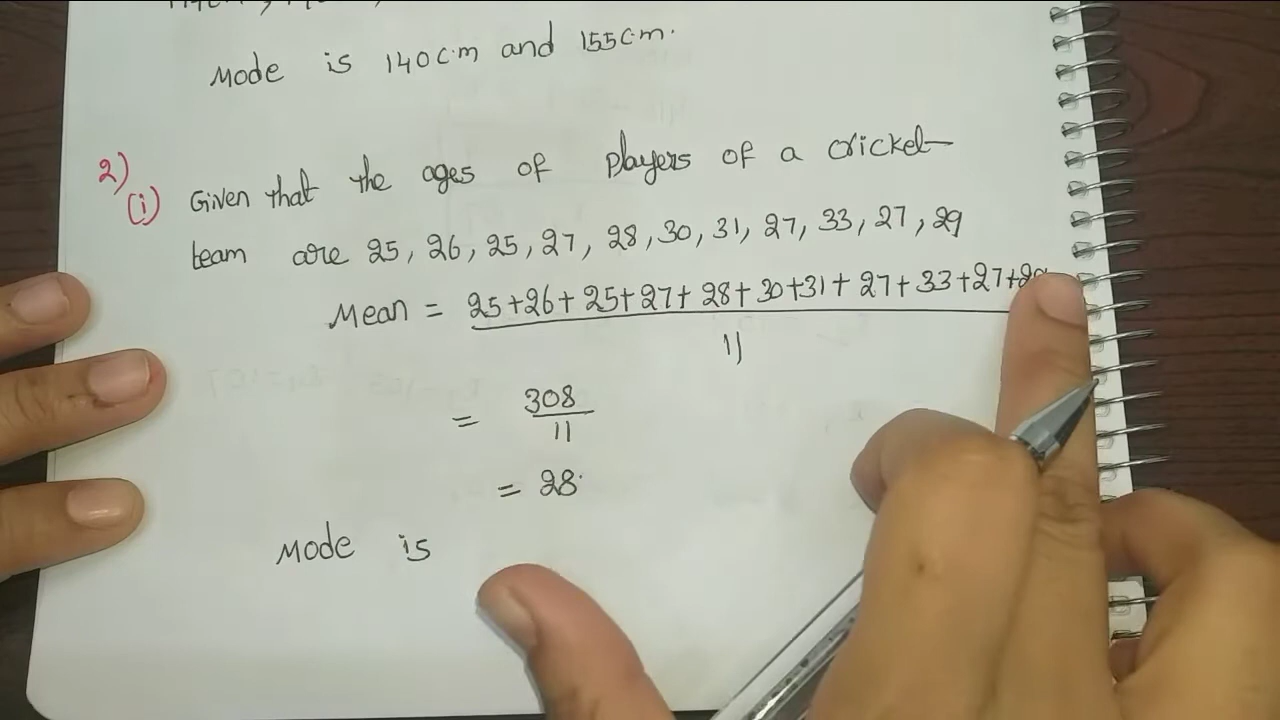 Mode is 140cm and 155cm.
2)
(i) Given that the ages of players of a cricket
team are 25, 26, 25, 27, 28, 30, 31, 27, 33, 27, 29
Mean = 25+26+25+27+28+30+31+27+33+27+29
11
= 308
11
= 28.
Mode is